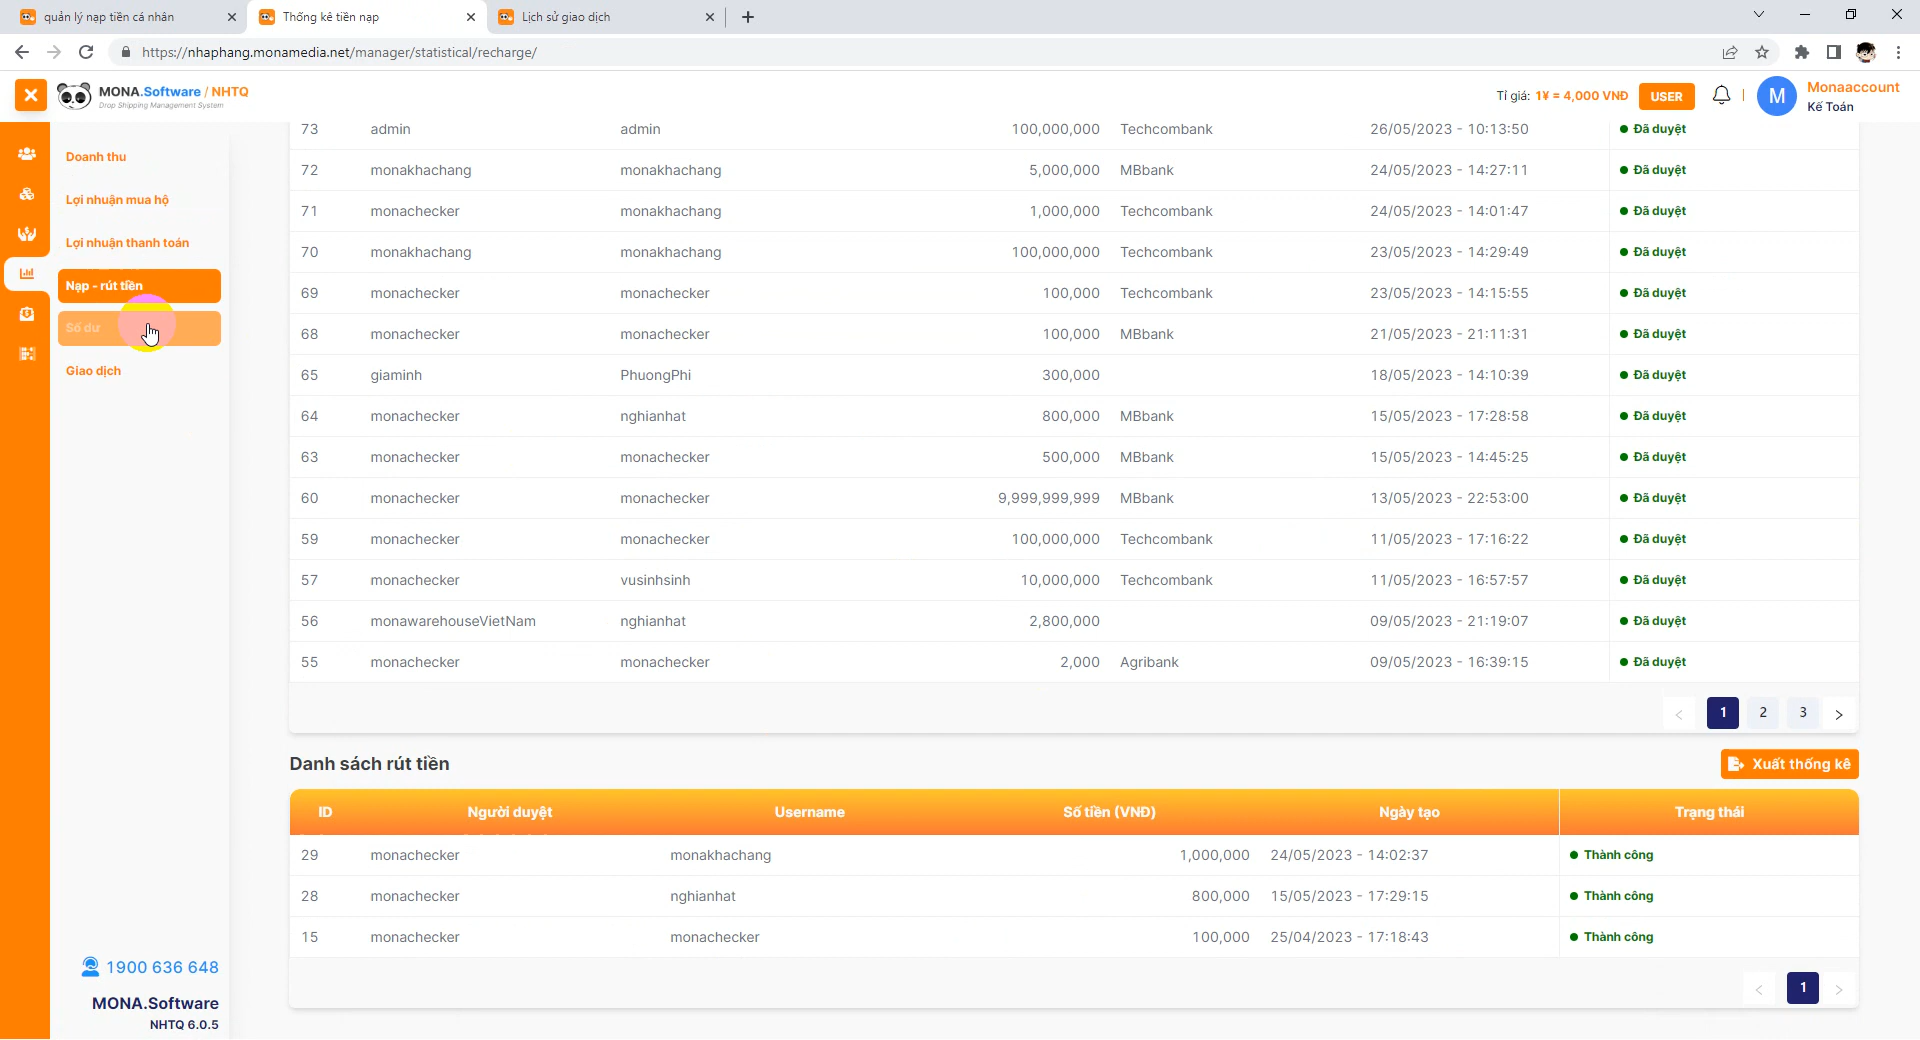 quản lý nạp tiền cá nhân
Thống kê tiền nạp
Lịch sử giao dịch
https://nhaphang.monamedia.net/manager/statistical/recharge/
MONA.Software / NHTQ
Drop Shipping Management System
Tỉ giá: 1¥ = 4,000 VNĐ
USER
M
Monaaccount
Kế Toán
Doanh thu
Lợi nhuận mua hộ
Lợi nhuận thanh toán
Nạp - rút tiền
Số dư
Giao dịch
73 admin admin 100,000,000 Techcombank 26/05/2023 - 10:13:50 Đã duyệt
72 monakhachang monakhachang 5,000,000 MBbank 24/05/2023 - 14:27:11 Đã duyệt
71 monachecker monakhachang 1,000,000 Techcombank 24/05/2023 - 14:01:47 Đã duyệt
70 monakhachang monakhachang 100,000,000 Techcombank 23/05/2023 - 14:29:49 Đã duyệt
69 monachecker monachecker 100,000 Techcombank 23/05/2023 - 14:15:55 Đã duyệt
68 monachecker monachecker 100,000 MBbank 21/05/2023 - 21:11:31 Đã duyệt
65 giaminh PhuongPhi 300,000 18/05/2023 - 14:10:39 Đã duyệt
64 monachecker nghianhat 800,000 MBbank 15/05/2023 - 17:28:58 Đã duyệt
63 monachecker monachecker 500,000 MBbank 15/05/2023 - 14:45:25 Đã duyệt
60 monachecker monachecker 9,999,999,999 MBbank 13/05/2023 - 22:53:00 Đã duyệt
59 monachecker monachecker 100,000,000 Techcombank 11/05/2023 - 17:16:22 Đã duyệt
57 monachecker vusinhsinh 10,000,000 Techcombank 11/05/2023 - 16:57:57 Đã duyệt
56 monawarehouseVietNam nghianhat 2,800,000 09/05/2023 - 21:19:07 Đã duyệt
55 monachecker monachecker 2,000 Agribank 09/05/2023 - 16:39:15 Đã duyệt
< 1 2 3 >
Danh sách rút tiền
Xuất thống kê
ID Người duyệt Username Số tiền (VNĐ) Ngày tạo Trạng thái
29 monachecker monakhachang 1,000,000 24/05/2023 - 14:02:37 Thành công
28 monachecker nghianhat 800,000 15/05/2023 - 17:29:15 Thành công
15 monachecker monachecker 100,000 25/04/2023 - 17:18:43 Thành công
< 1 >
1900 636 648
MONA.Software
NHTQ 6.0.5